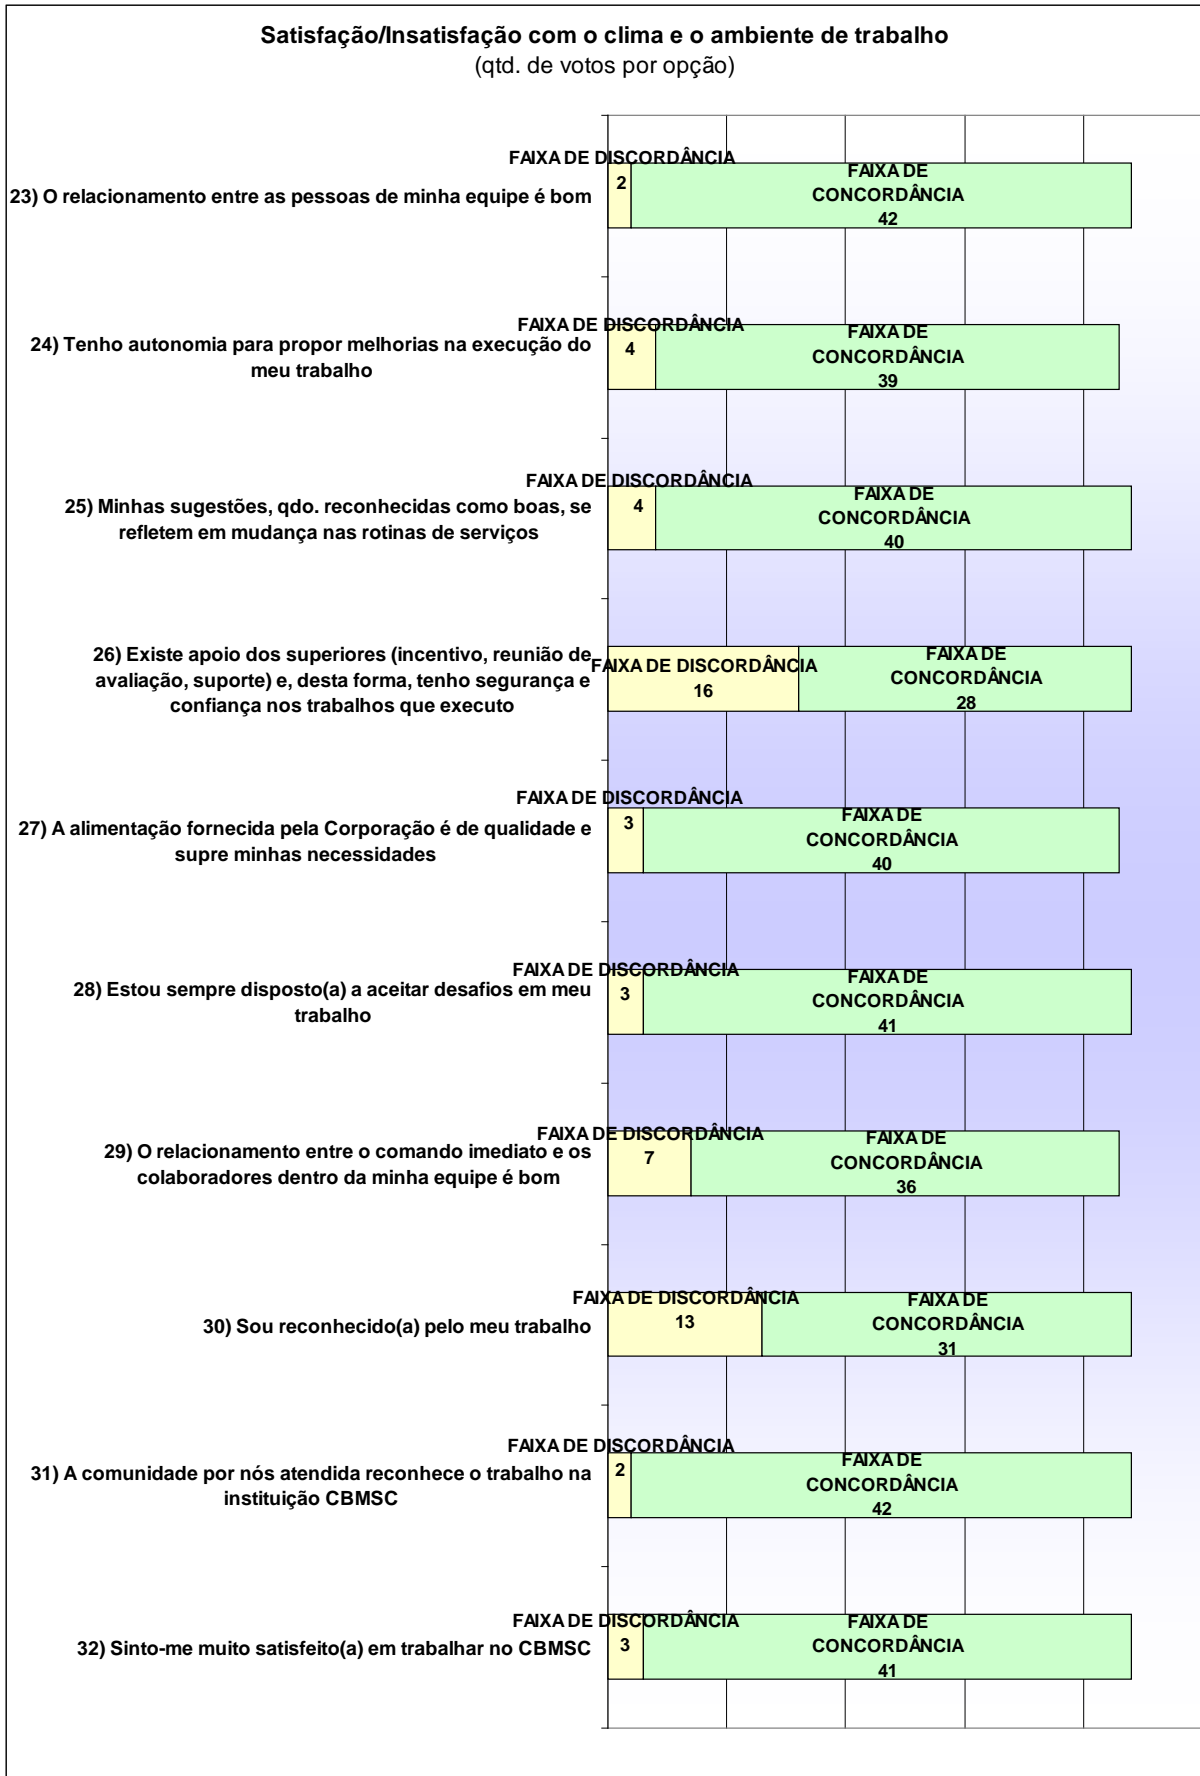 Satisfação/Insatisfação com o clima e o ambiente de trabalho
(qtd. de votos por opção)
FAIXA DE DISCORDÂNCIA
2
FAIXA DE
CONCORDÂNCIA
42
23) O relacionamento entre as pessoas de minha equipe é bom
FAIXA DE DISCORDÂNCIA
4
FAIXA DE
CONCORDÂNCIA
39
24) Tenho autonomia para propor melhorias na execução do
meu trabalho
FAIXA DE DISCORDÂNCIA
4
FAIXA DE
CONCORDÂNCIA
40
25) Minhas sugestões, qdo. reconhecidas como boas, se
refletem em mudança nas rotinas de serviços
FAIXA DE DISCORDÂNCIA
16
FAIXA DE
CONCORDÂNCIA
28
26) Existe apoio dos superiores (incentivo, reunião de
avaliação, suporte) e, desta forma, tenho segurança e
confiança nos trabalhos que executo
FAIXA DE DISCORDÂNCIA
3
FAIXA DE
CONCORDÂNCIA
40
27) A alimentação fornecida pela Corporação é de qualidade e
supre minhas necessidades
FAIXA DE DISCORDÂNCIA
3
FAIXA DE
CONCORDÂNCIA
41
28) Estou sempre disposto(a) a aceitar desafios em meu
trabalho
FAIXA DE DISCORDÂNCIA
7
FAIXA DE
CONCORDÂNCIA
36
29) O relacionamento entre o comando imediato e os
colaboradores dentro da minha equipe é bom
FAIXA DE DISCORDÂNCIA
13
FAIXA DE
CONCORDÂNCIA
31
30) Sou reconhecido(a) pelo meu trabalho
FAIXA DE DISCORDÂNCIA
2
FAIXA DE
CONCORDÂNCIA
42
31) A comunidade por nós atendida reconhece o trabalho na
instituição CBMSC
FAIXA DE DISCORDÂNCIA
3
FAIXA DE
CONCORDÂNCIA
41
32) Sinto-me muito satisfeito(a) em trabalhar no CBMSC